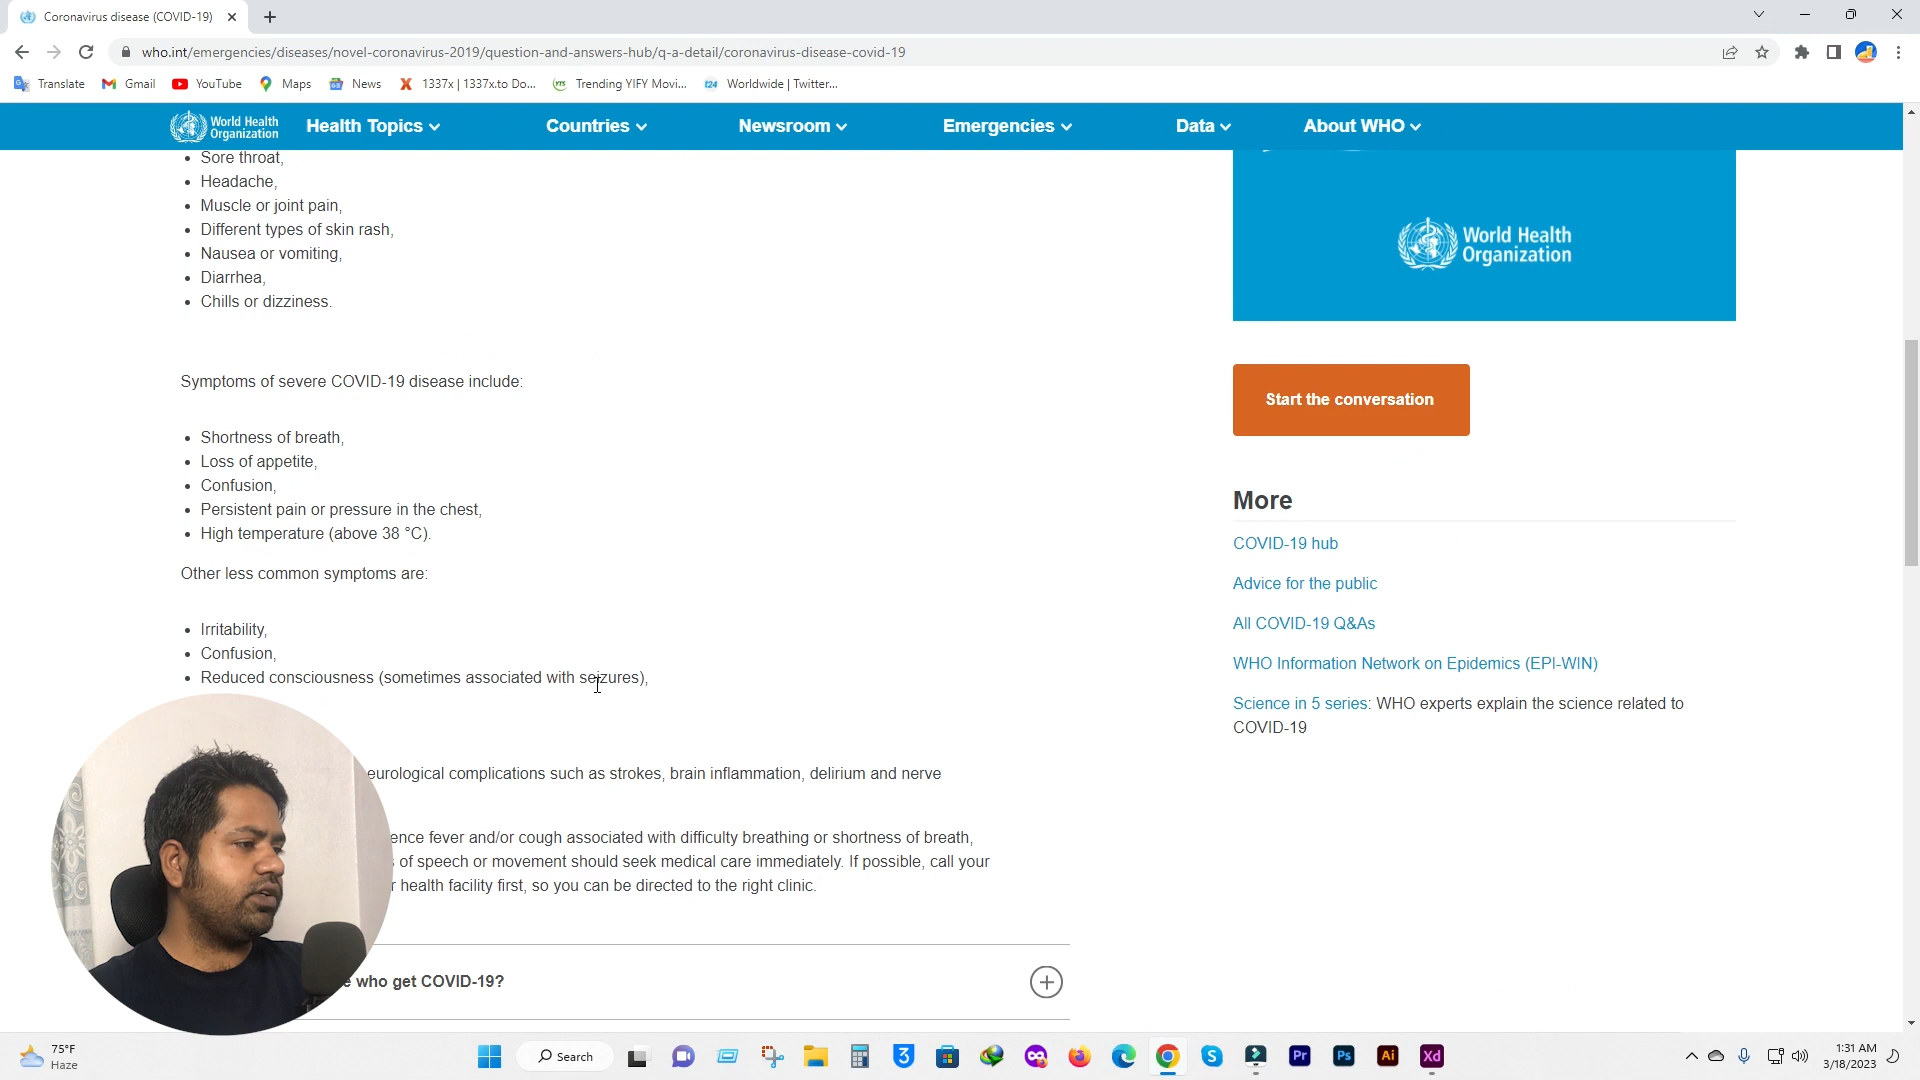 Coronavirus disease (COVID-19)
who.int/emergencies/diseases/novel-coronavirus-2019/question-and-answers-hub/q-a-detail/coronavirus-disease-covid-19
Translate Gmail YouTube Maps News 1337x | 1337x.to Do... Trending YIFY Movi... Worldwide | Twitter...
World Health Organization Health Topics Countries Newsroom Emergencies Data About WHO
Sore throat,
Headache,
Muscle or joint pain,
Different types of skin rash,
Nausea or vomiting,
Diarrhea,
Chills or dizziness.
Symptoms of severe COVID-19 disease include:
Shortness of breath,
Loss of appetite,
Confusion,
Persistent pain or pressure in the chest,
High temperature (above 38 °C).
Other less common symptoms are:
Irritability,
Confusion,
Reduced consciousness (sometimes associated with seizures),
eurological complications such as strokes, brain inflammation, delirium and nerve
ence fever and/or cough associated with difficulty breathing or shortness of breath,
of speech or movement should seek medical care immediately. If possible, call your
r health facility first, so you can be directed to the right clinic.
e who get COVID-19?
World Health
Organization
Start the conversation
More
COVID-19 hub
Advice for the public
All COVID-19 Q&As
WHO Information Network on Epidemics (EPI-WIN)
Science in 5 series: WHO experts explain the science related to
COVID-19
75°F
Haze
Search
3
S
Pr
Ps
Ai
Xd
1:31 AM
3/18/2023